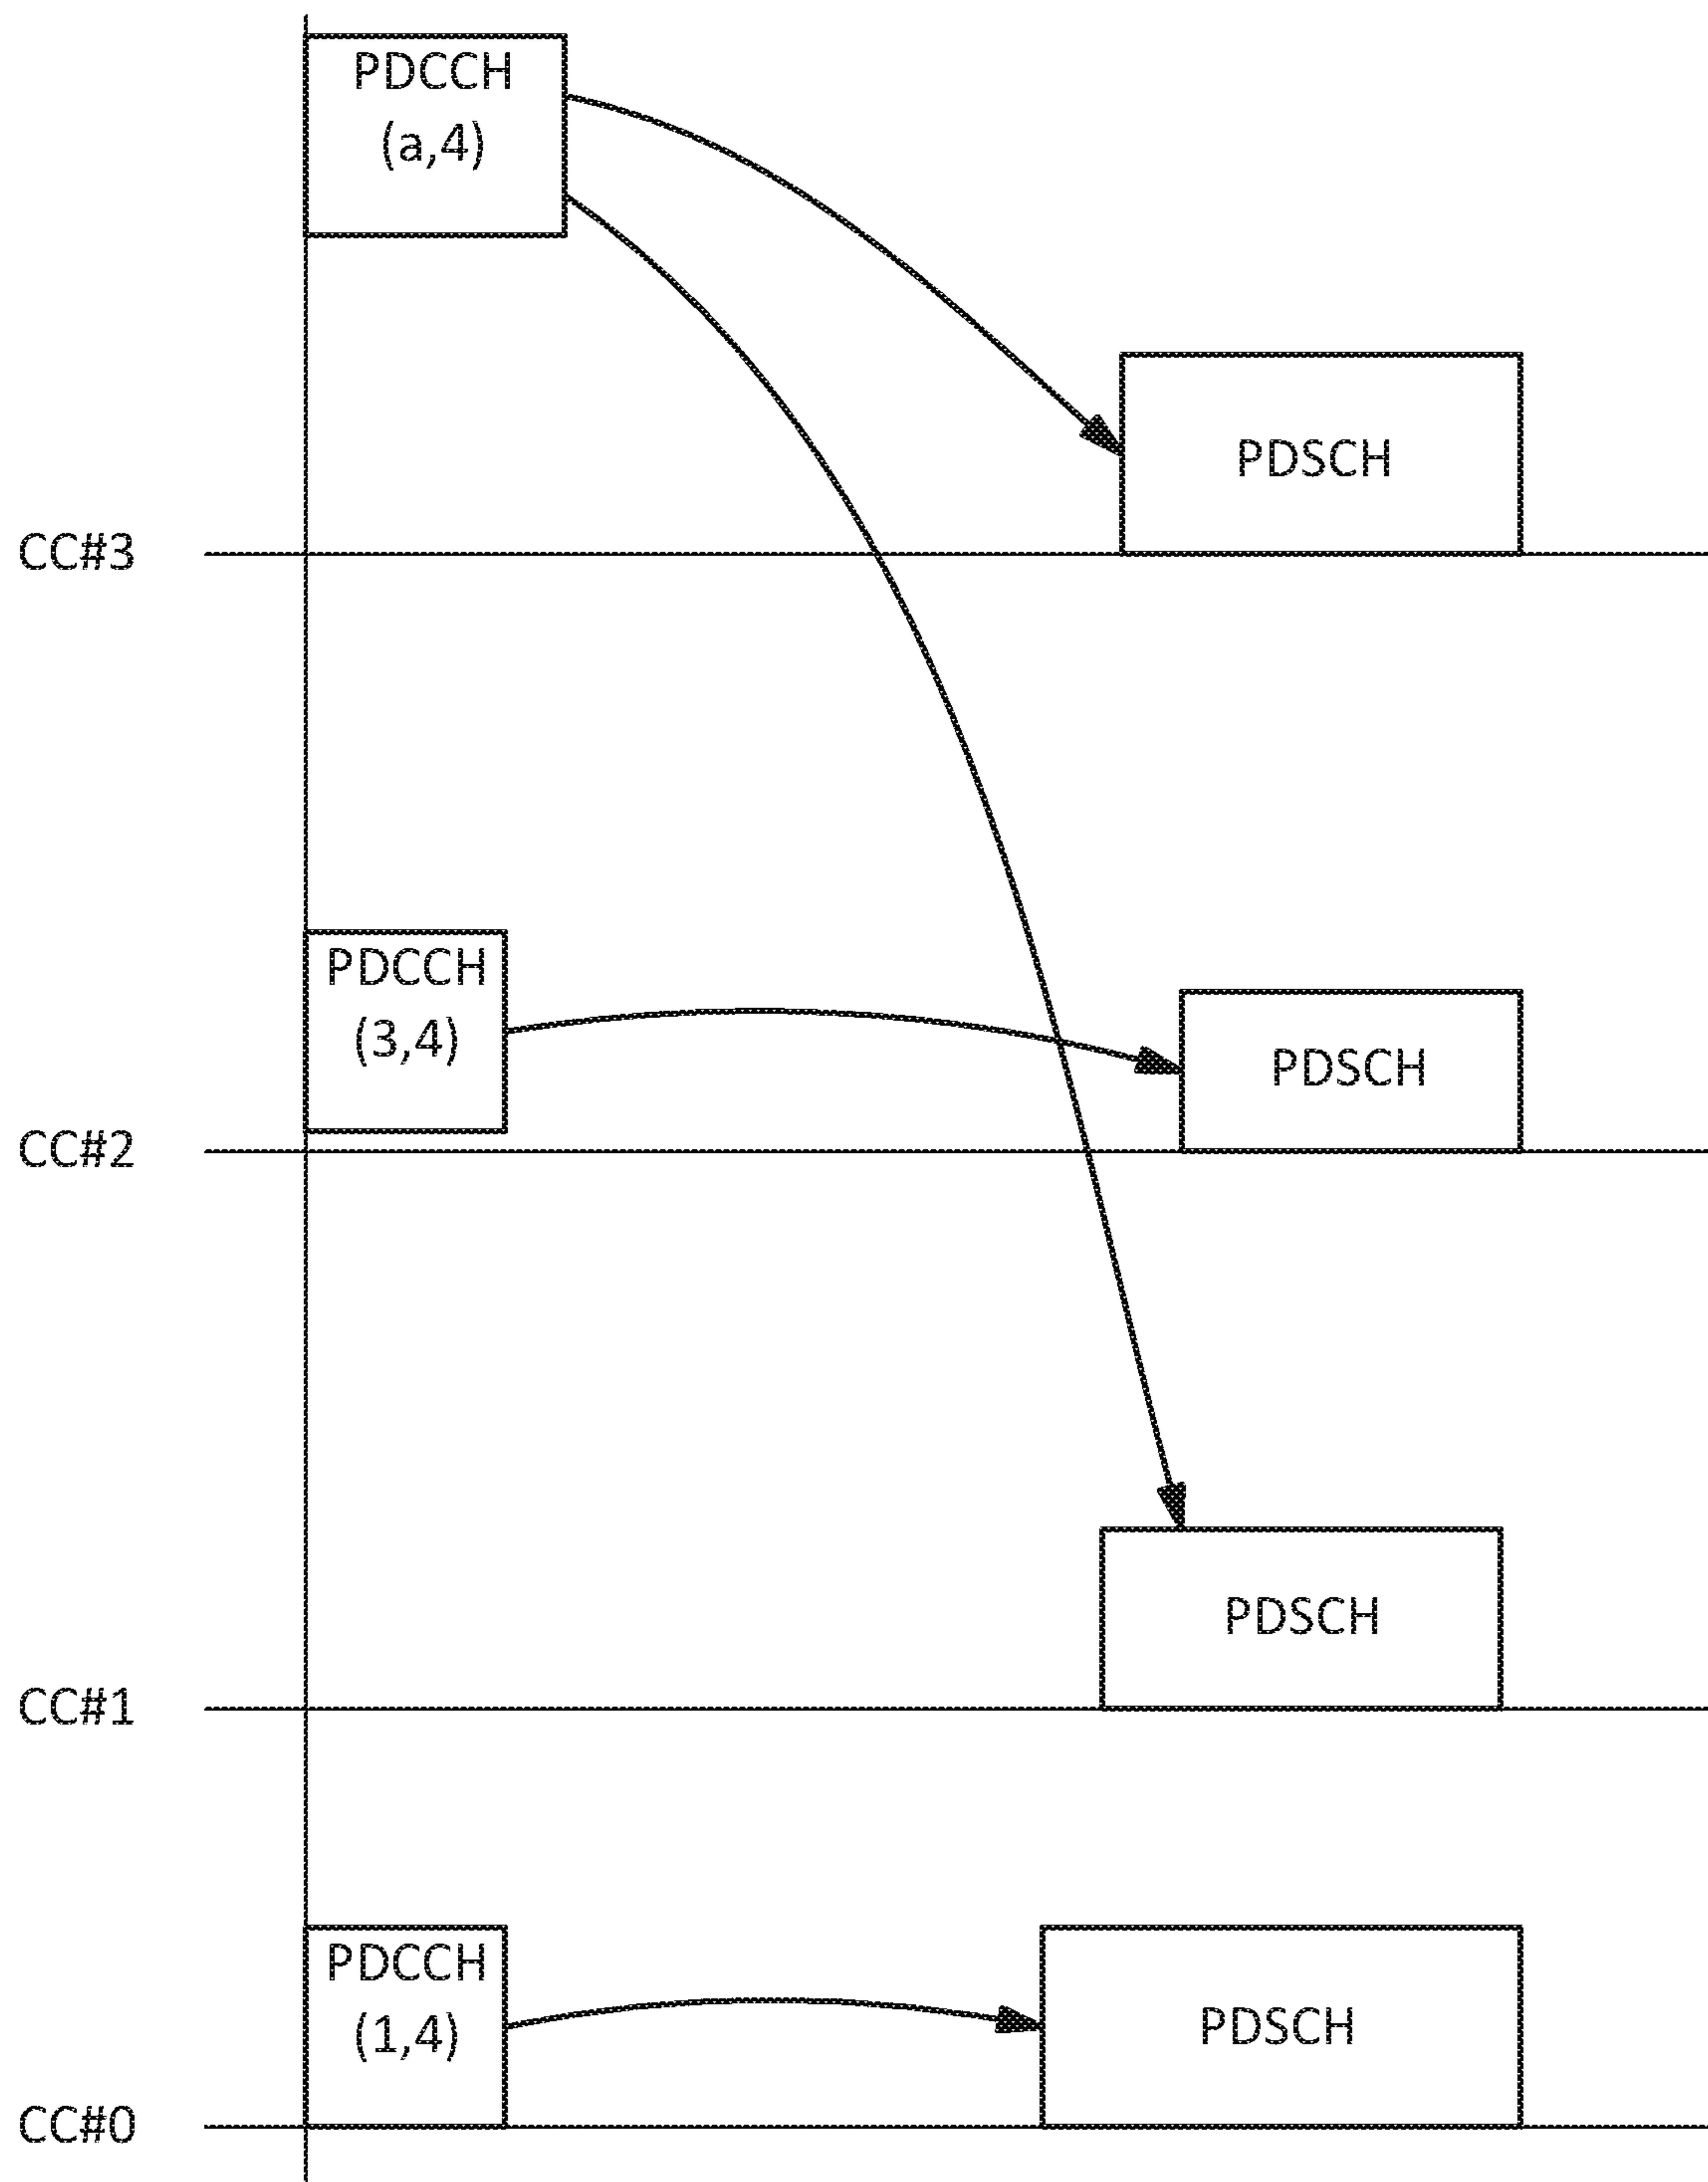 PDCCH
(a,4)
PDSCH
CC#3
PDCCH
(3,4)
PDSCH
CC#2
PDSCH
CC#1
PDCCH
(1,4)
PDSCH
CC#0